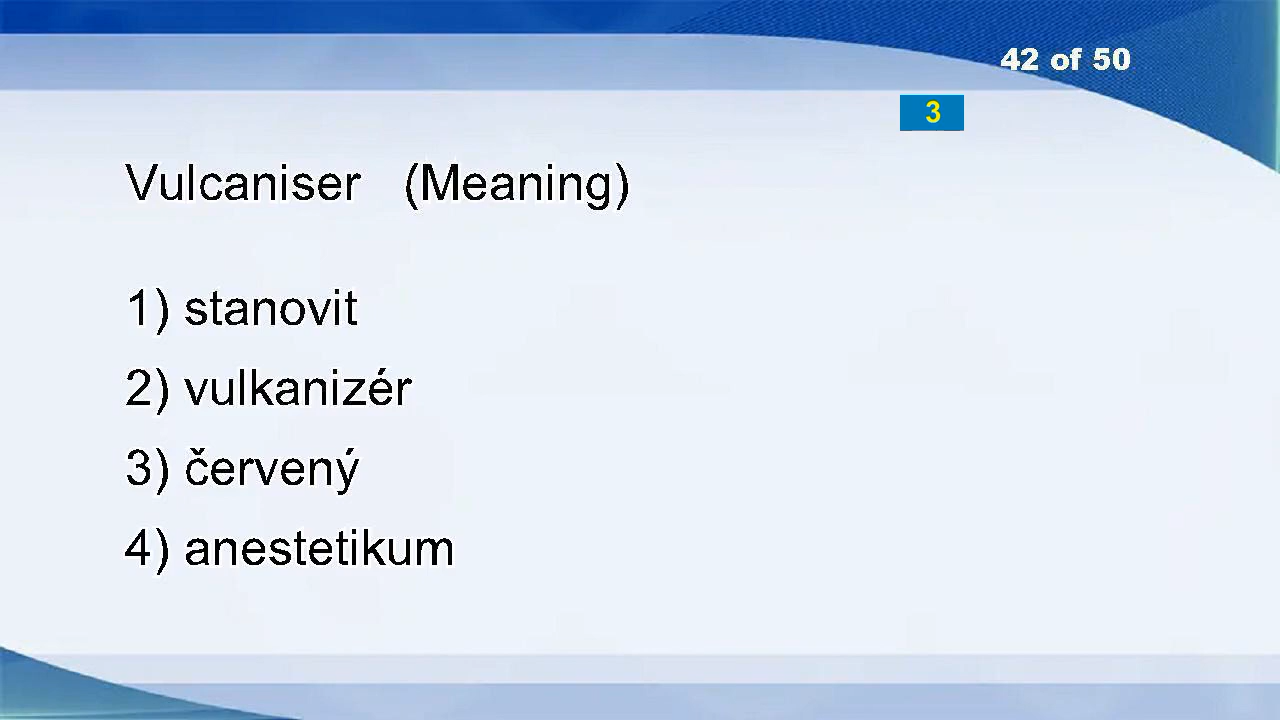 42 of 50
3
Vulcaniser (Meaning)
1) stanovit
2) vulkanizér
3) červený
4) anestetikum